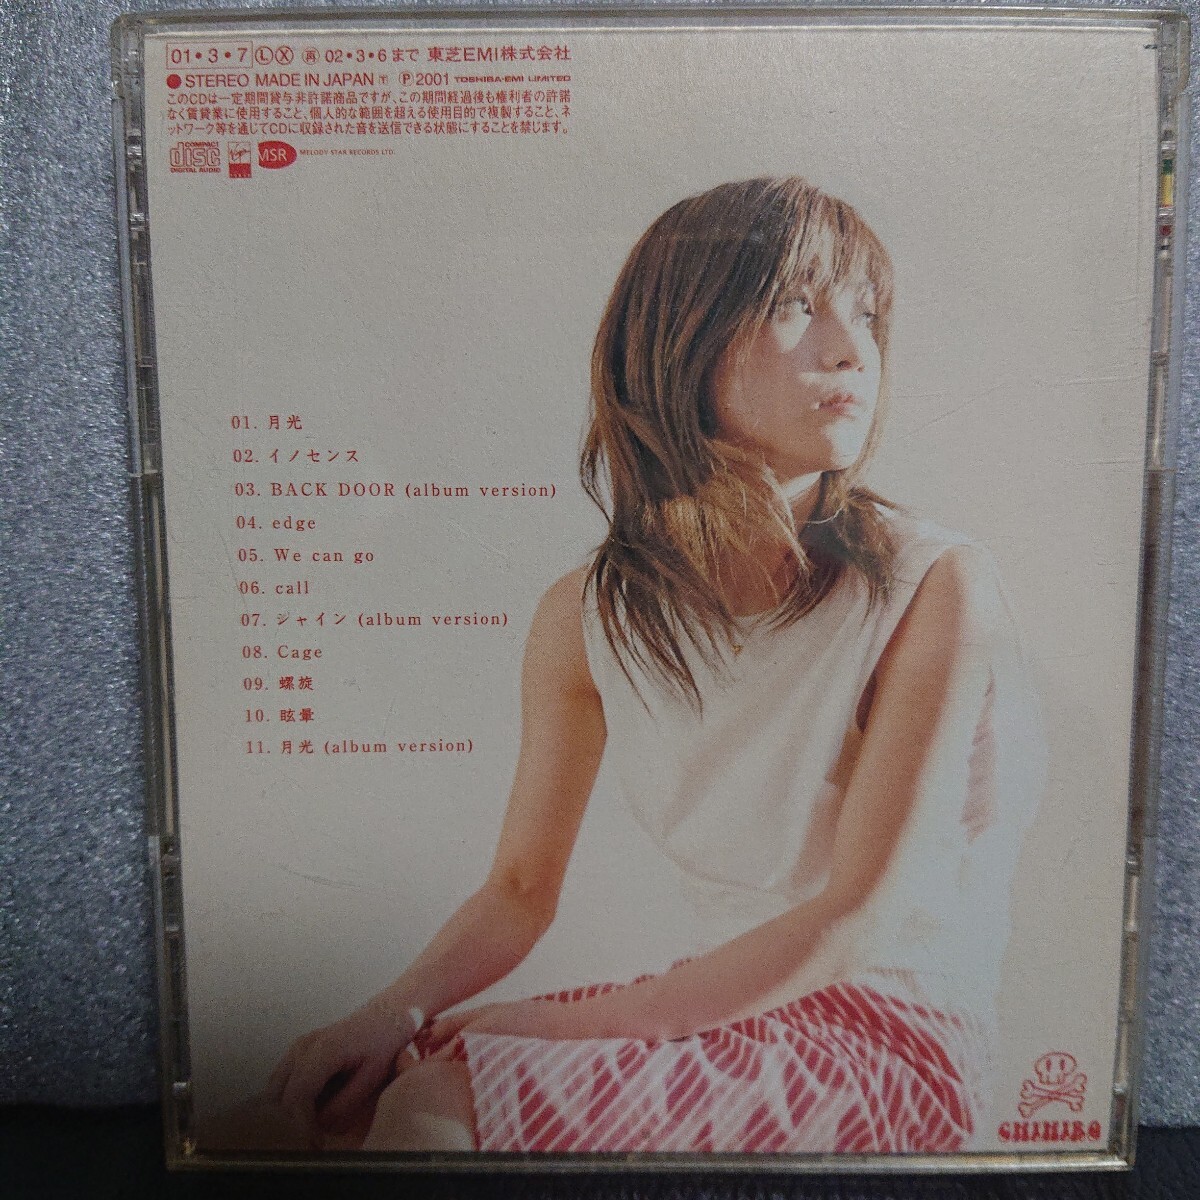 01・3・7 Ⓛ Ⓧ ㊞ 02・3・6まで 東芝EMI株式会社
STEREO MADE IN JAPAN Ⓣ Ⓟ 2001 TOSHIBA-EMI LIMITED
このCDは一定期間貸与非許諾商品ですが、この期間経過後も権利者の許諾
なく賃貸業に使用すること、個人的な範囲を超える使用目的で複製すること、ネ
ットワーク等を通じてCDに収録された音を送信できる状態にすることを禁じます。
COMPACT disc DIGITAL AUDIO
Virgin
MSR MELODY STAR RECORDS LTD.
01. 月光
02. イノセンス
03. BACK DOOR (album version)
04. edge
05. We can go
06. call
07. シャイン (album version)
08. Cage
09. 螺旋
10. 眩暈
11. 月光 (album version)
CHIHIRO